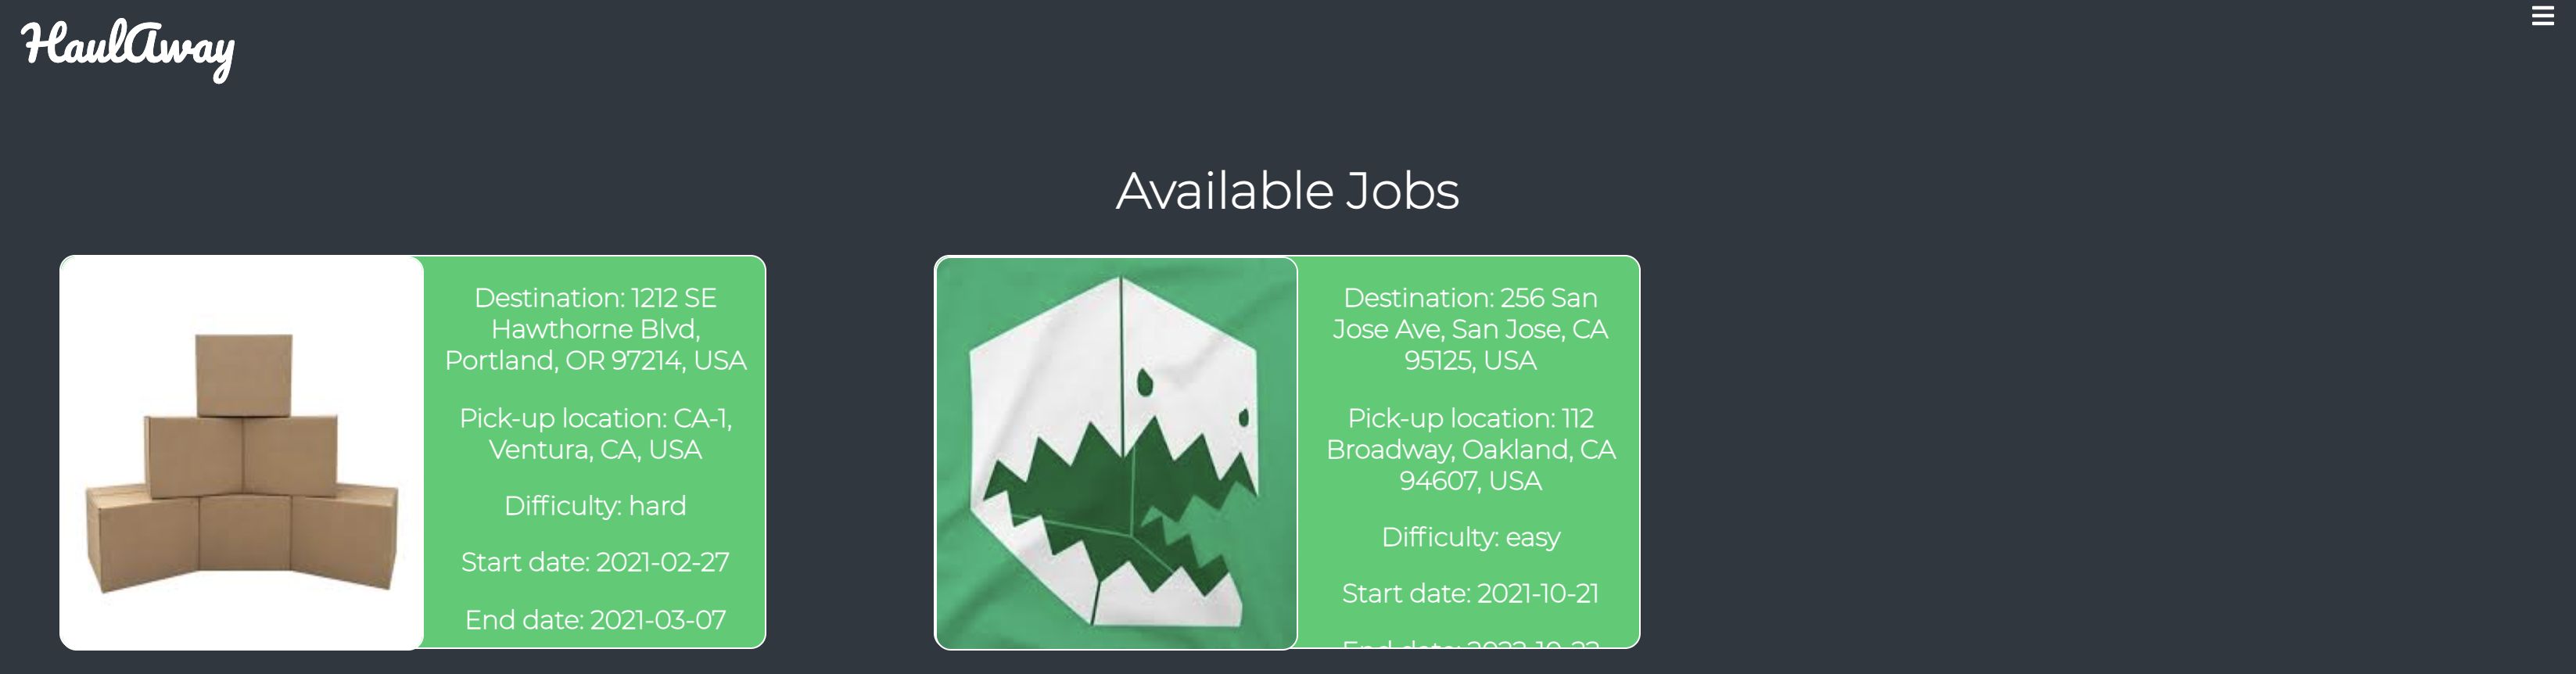 HaulAway
Available Jobs
Destination: 1212 SE
Hawthorne Blvd,
Portland, OR 97214, USA
Pick-up location: CA-1,
Ventura, CA, USA
Difficulty: hard
Start date: 2021-02-27
End date: 2021-03-07
Destination: 256 San
Jose Ave, San Jose, CA
95125, USA
Pick-up location: 112
Broadway, Oakland, CA
94607, USA
Difficulty: easy
Start date: 2021-10-21
End date: